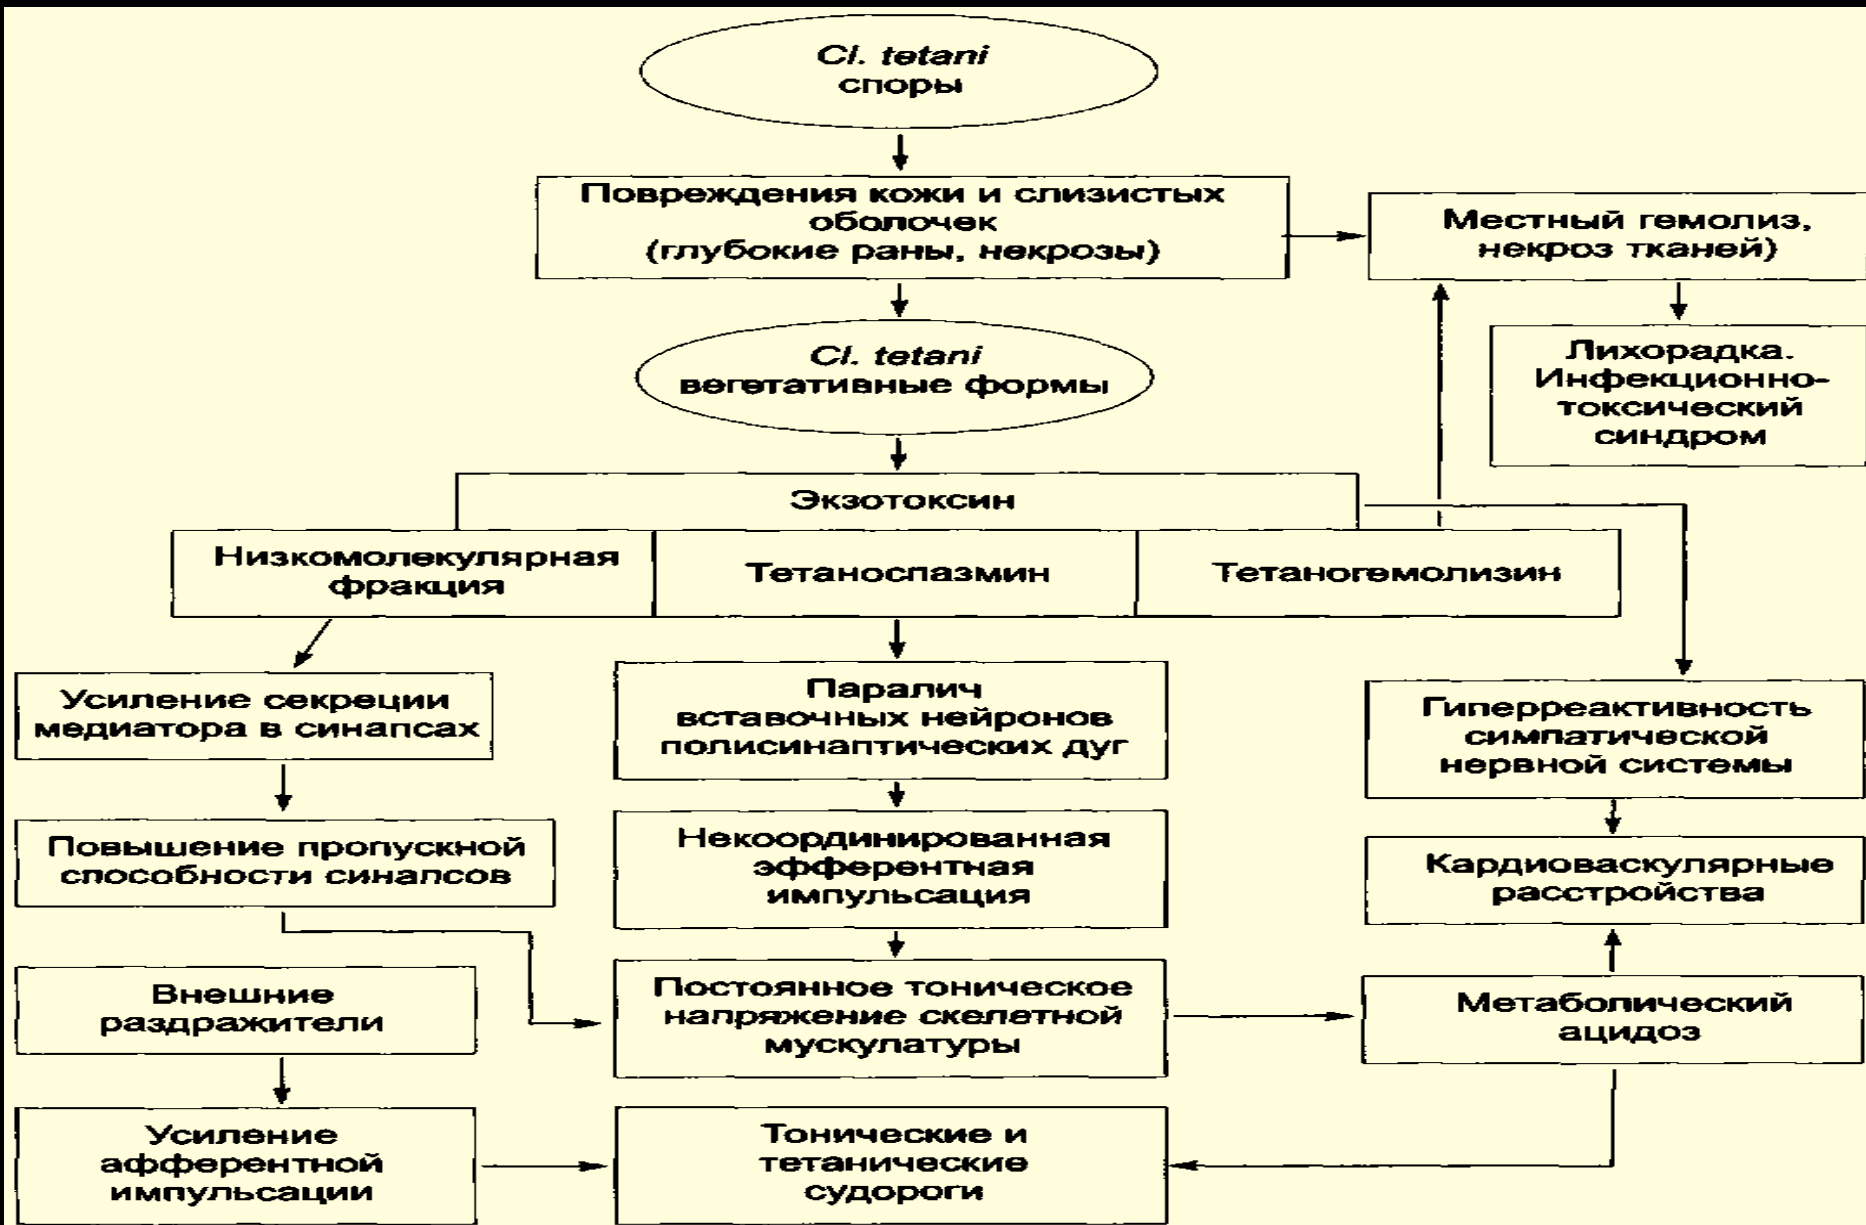 Cl. tetani
споры
Повреждения кожи и слизистых
оболочек
(глубокие раны, некрозы)
Местный гемолиз,
некроз тканей)
Cl. tetani
вегетативные формы
Лихорадка.
Инфекционно-
токсический
синдром
Экзотоксин
Низкомолекулярная
фракция
Тетаноспазмин
Тетаногемолизин
Усиление секреции
медиатора в синапсах
Паралич
вставочных нейронов
полисинаптических дуг
Гиперреактивность
симпатической
нервной системы
Повышение пропускной
способности синапсов
Некоординированная
эфферентная
импульсация
Кардиоваскулярные
расстройства
Внешние
раздражители
Постоянное тоническое
напряжение скелетной
мускулатуры
Метаболический
ацидоз
Усиление
афферентной
импульсации
Тонические и
тетанические
судороги